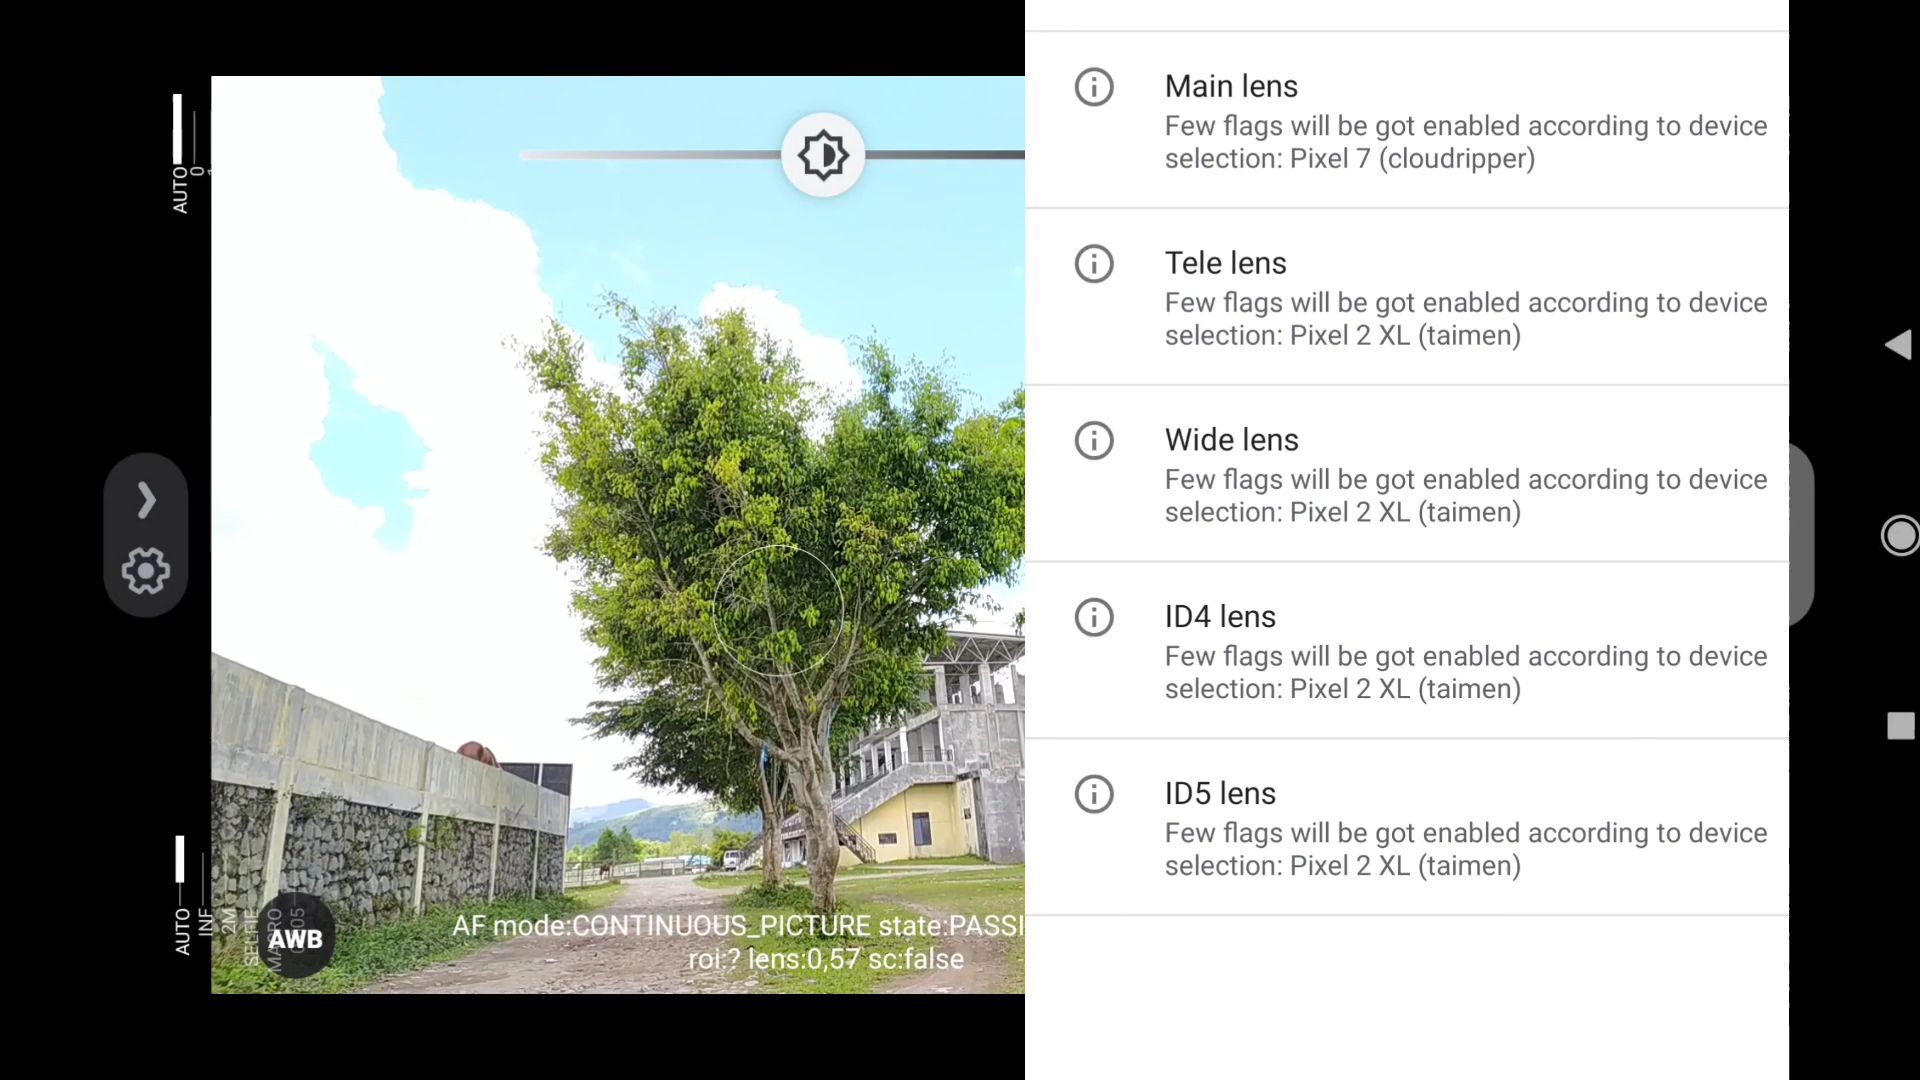 AUTO
0
AUTO
INF
2M
SELFIE
MACRO
AWB
AF mode:CONTINUOUS_PICTURE state:PASSI
roi:? lens:0,57 sc:false
Main lens
Few flags will be got enabled according to device
selection: Pixel 7 (cloudripper)
Tele lens
Few flags will be got enabled according to device
selection: Pixel 2 XL (taimen)
Wide lens
Few flags will be got enabled according to device
selection: Pixel 2 XL (taimen)
ID4 lens
Few flags will be got enabled according to device
selection: Pixel 2 XL (taimen)
ID5 lens
Few flags will be got enabled according to device
selection: Pixel 2 XL (taimen)